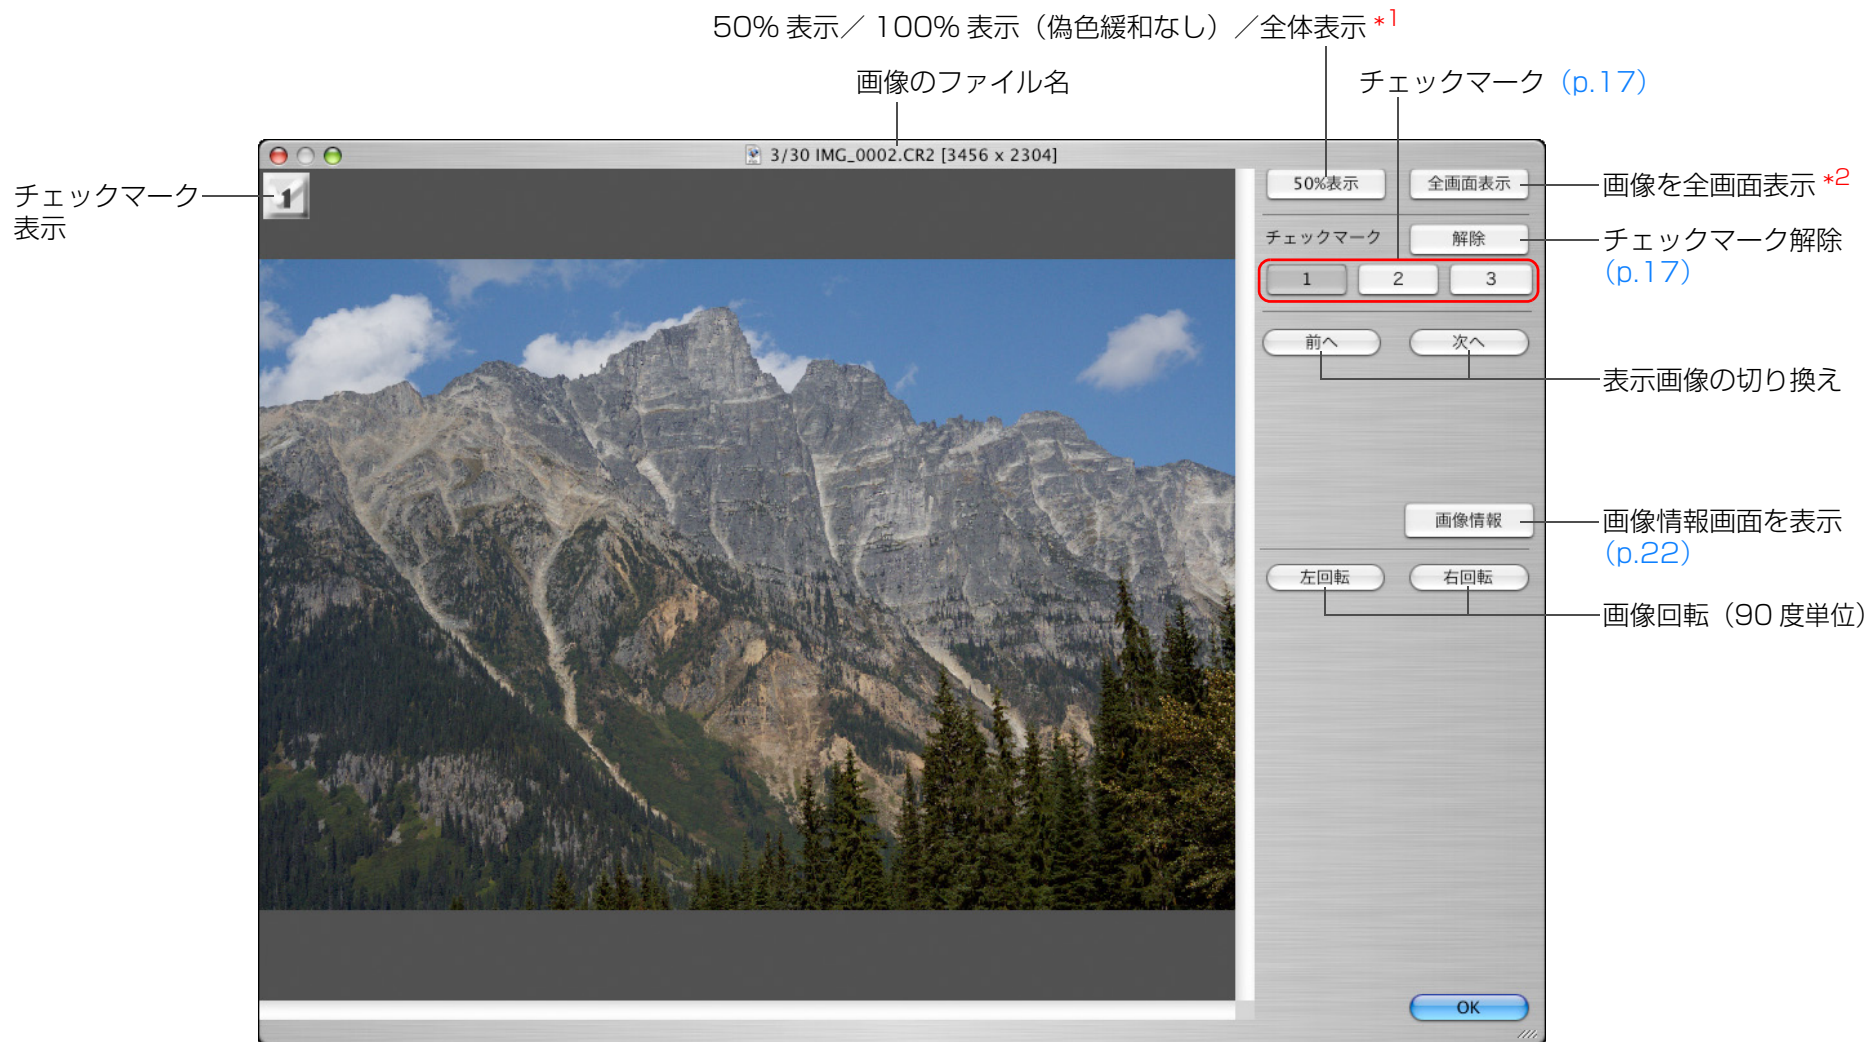 50% 表示／ 100% 表示（偽色緩和なし）／全体表示 *1
画像のファイル名
チェックマーク（p.17）
3/30 IMG_0002.CR2 [3456 x 2304]
チェックマーク
表示
1
50%表示
全画面表示
画像を全画面表示 *2
チェックマーク
解除
チェックマーク解除
（p.17）
1
2
3
前へ
次へ
表示画像の切り換え
画像情報
画像情報画面を表示
（p.22）
左回転
右回転
画像回転（90 度単位）
OK